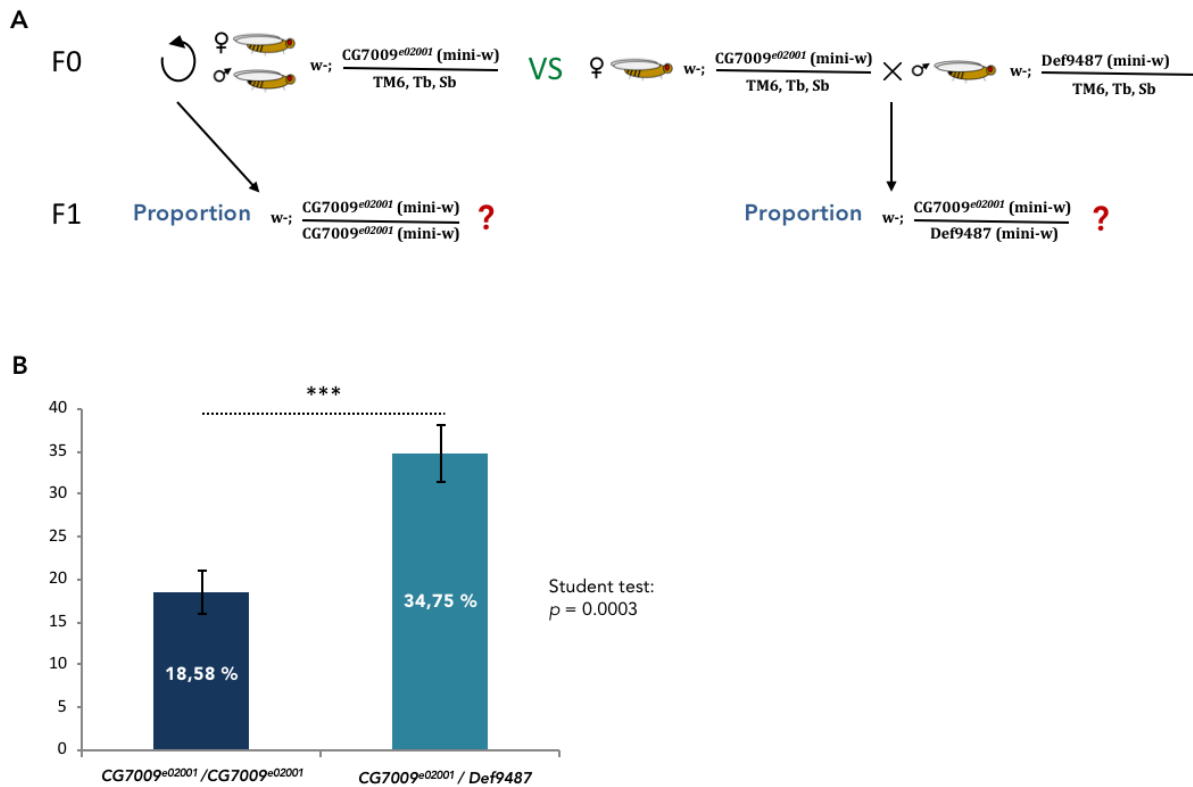 A
F0
♀
♂
w-; CG7009e02001 (mini-w)
TM6, Tb, Sb
VS
♀
w-; CG7009e02001 (mini-w)
TM6, Tb, Sb
×
♂
w-; Def9487 (mini-w)
TM6, Tb, Sb
F1
Proportion
w-; CG7009e02001 (mini-w)
CG7009e02001 (mini-w)
?
Proportion
w-; CG7009e02001 (mini-w)
Def9487 (mini-w)
?
B
***
40
35
30
25
20
15
10
5
0
18,58 %
34,75 %
Student test:
p = 0.0003
CG7009e02001 /CG7009e02001
CG7009e02001 / Def9487